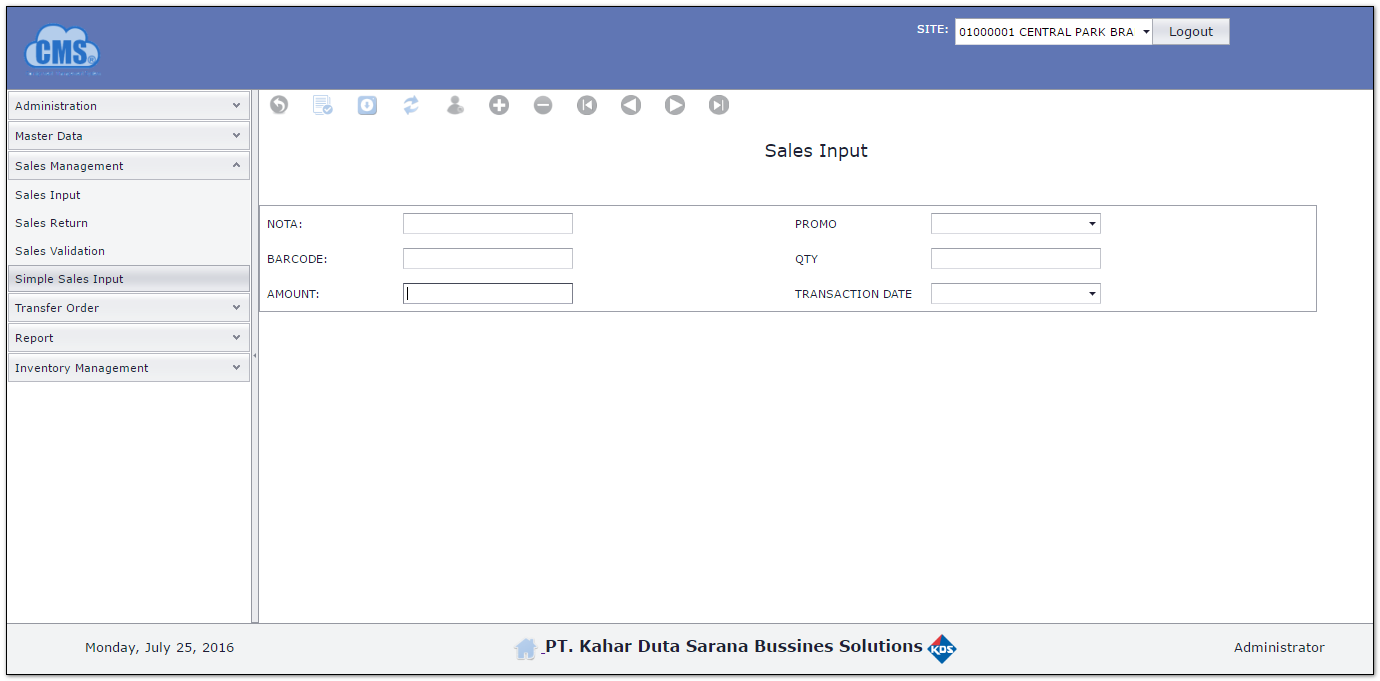 CMS®
SITE: 01000001 CENTRAL PARK BRA Logout
Administration
Master Data
Sales Management
Sales Input
Sales Return
Sales Validation
Simple Sales Input
Transfer Order
Report
Inventory Management
Sales Input
NOTA: PROMO
BARCODE: QTY
AMOUNT: TRANSACTION DATE
Monday, July 25, 2016 PT. Kahar Duta Sarana Bussines Solutions KDS Administrator